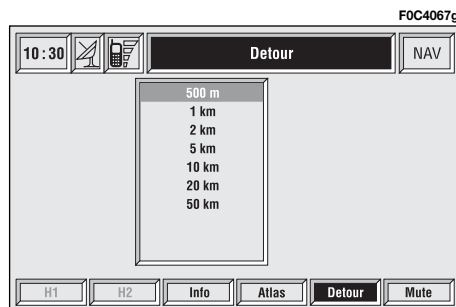 F0C4067g
10:30 Detour NAV
500 m
1 km
2 km
5 km
10 km
20 km
50 km
H1 H2 Info Atlas Detour Mute